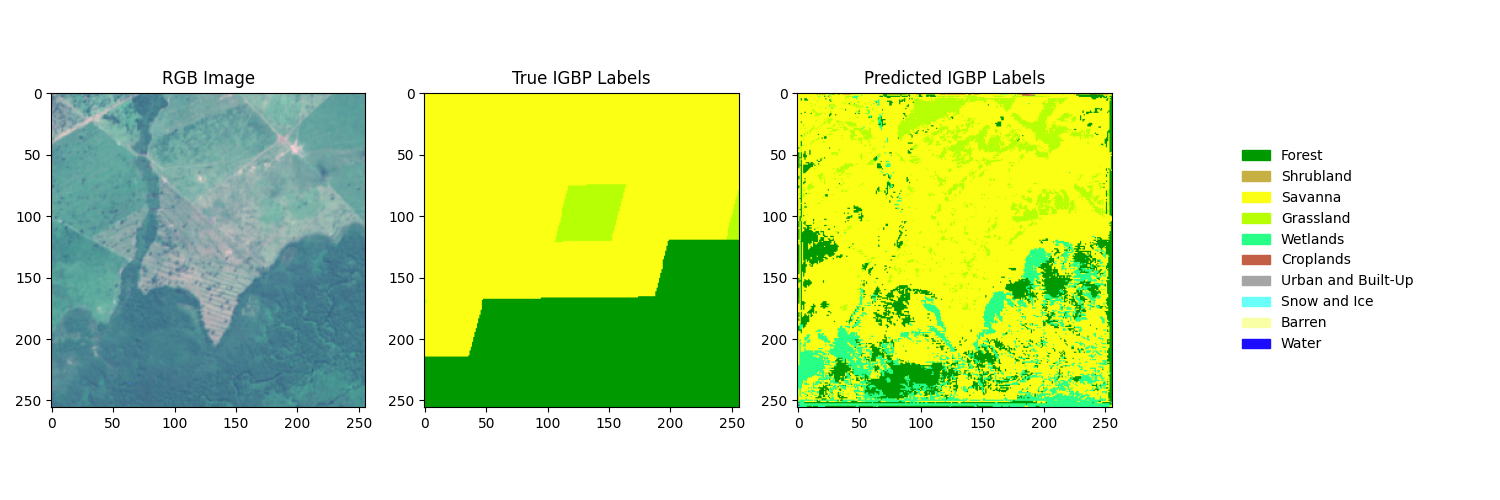 RGB Image
True IGBP Labels
Predicted IGBP Labels
0
50
100
150
200
250
0 50 100 150 200 250
0
50
100
150
200
250
0 50 100 150 200 250
0
50
100
150
200
250
0 50 100 150 200 250
Forest
Shrubland
Savanna
Grassland
Wetlands
Croplands
Urban and Built-Up
Snow and Ice
Barren
Water